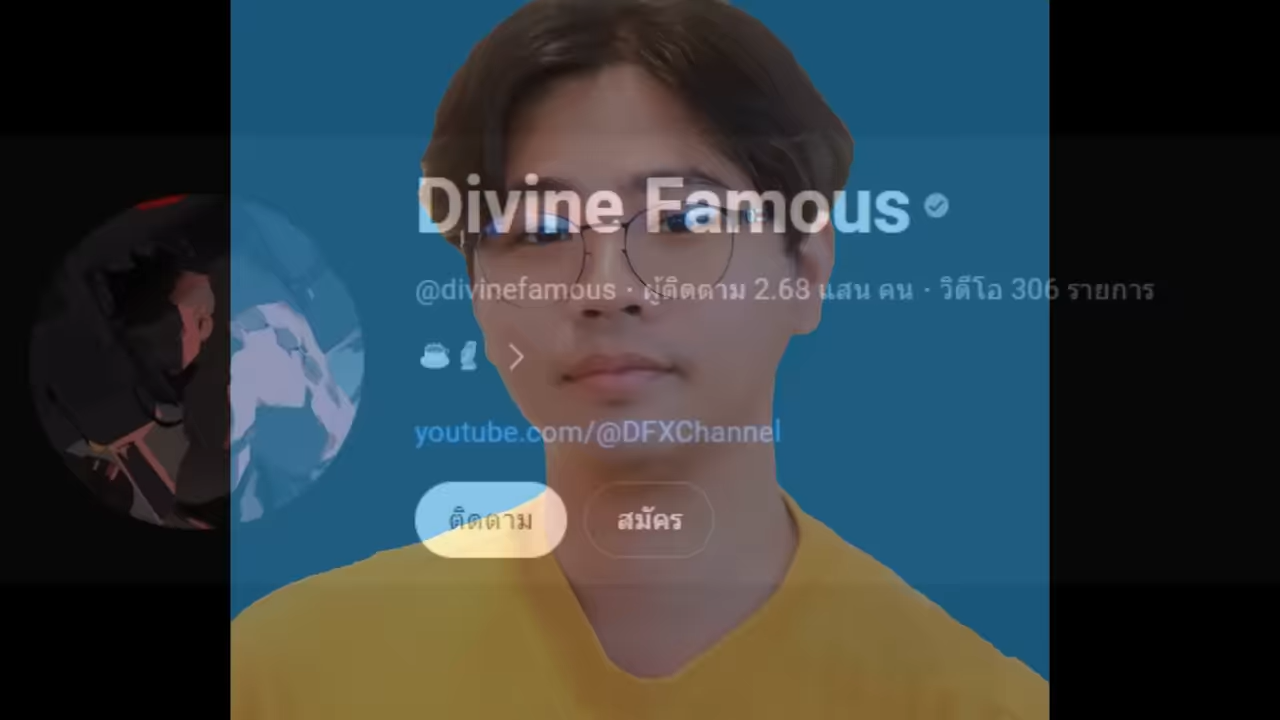 Divine Famous
@divinefamous · ผู้ติดตาม 2.68 แสน คน · วิดีโอ 306 รายการ
youtube.com/@DFXChannel
ติดตาม
สมัคร